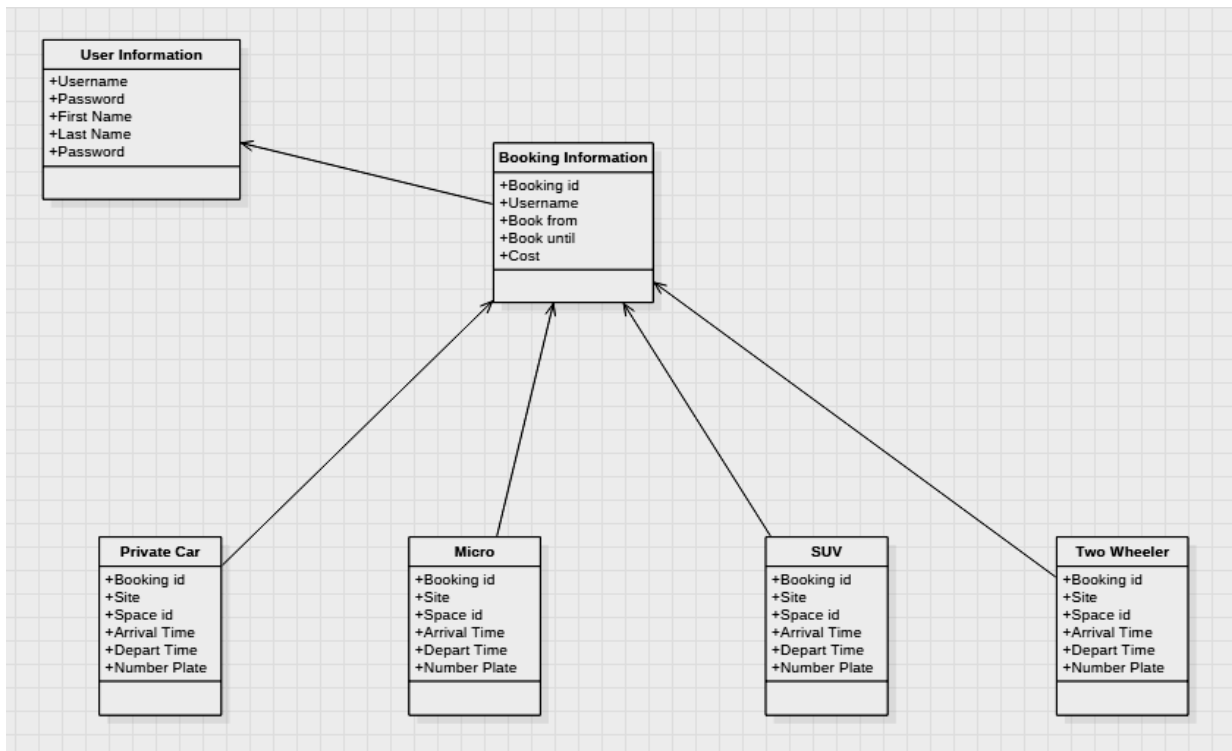 User Information
+Username
+Password
+First Name
+Last Name
+Password
Booking Information
+Booking id
+Username
+Book from
+Book until
+Cost
Private Car
+Booking id
+Site
+Space id
+Arrival Time
+Depart Time
+Number Plate
Micro
+Booking id
+Site
+Space id
+Arrival Time
+Depart Time
+Number Plate
SUV
+Booking id
+Site
+Space id
+Arrival Time
+Depart Time
+Number Plate
Two Wheeler
+Booking id
+Site
+Space id
+Arrival Time
+Depart Time
+Number Plate